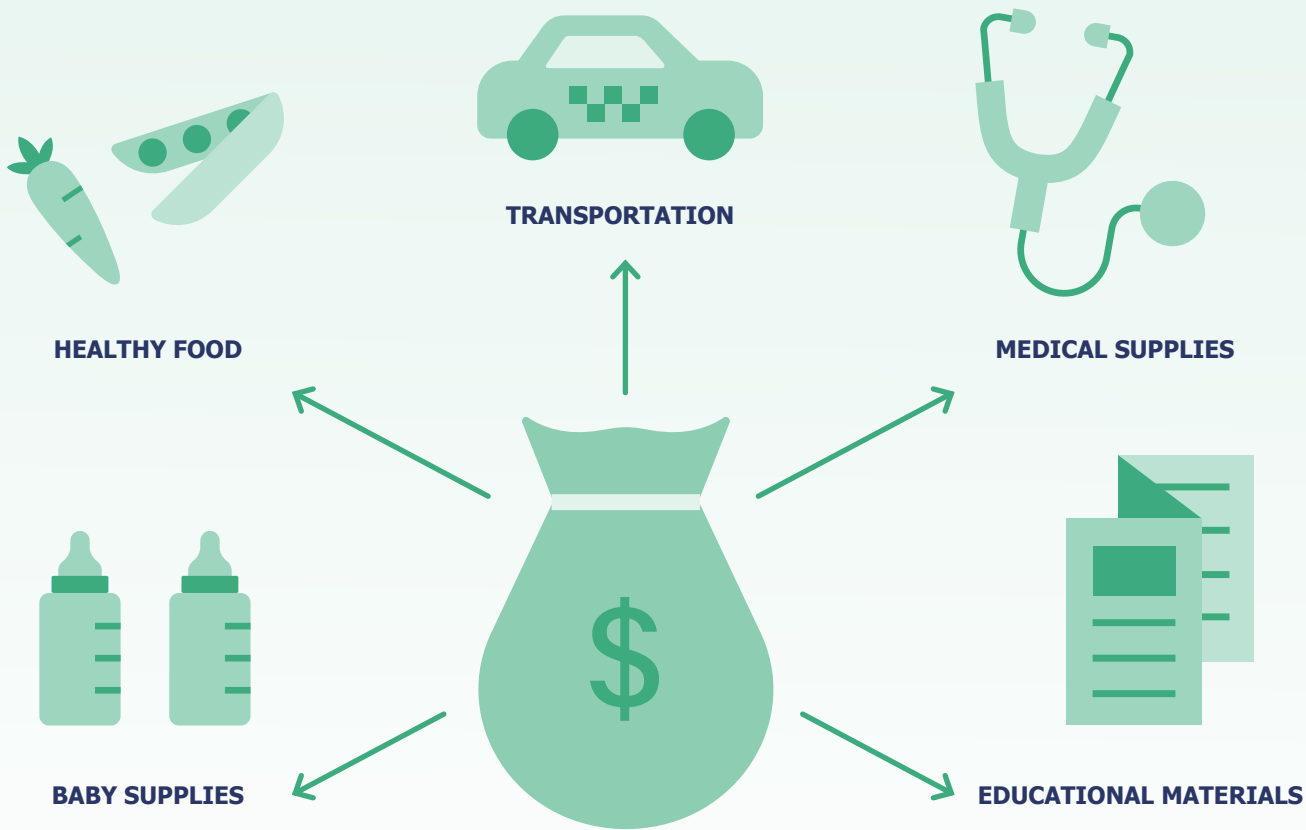 TRANSPORTATION
HEALTHY FOOD
MEDICAL SUPPLIES
$
BABY SUPPLIES
EDUCATIONAL MATERIALS